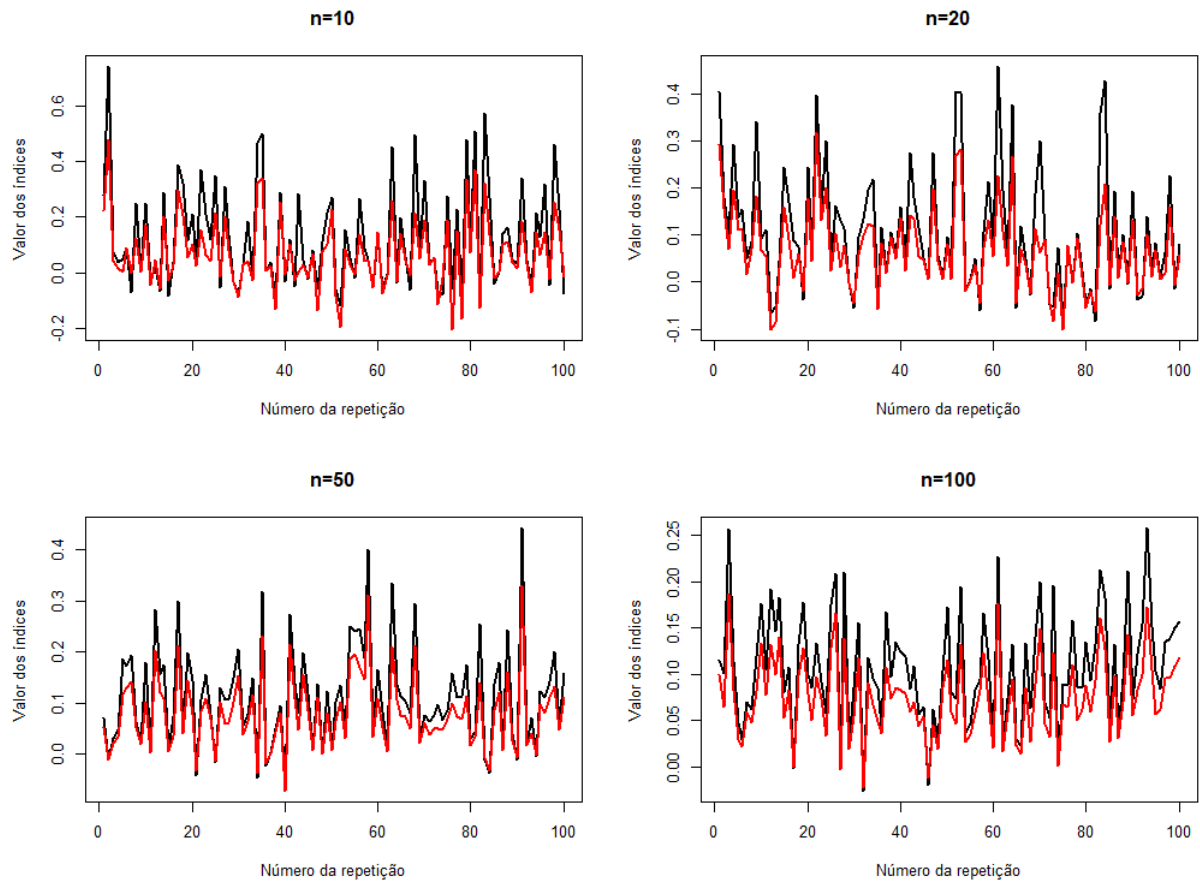 n=10
Valor dos índices
0.6
0.4
0.2
0.0
-0.2
0 20 40 60 80 100
Número da repetição
n=20
Valor dos índices
0.4
0.3
0.2
0.1
0.0
-0.1
0 20 40 60 80 100
Número da repetição
n=50
Valor dos índices
0.4
0.3
0.2
0.1
0.0
0 20 40 60 80 100
Número da repetição
n=100
Valor dos índices
0.25
0.20
0.15
0.10
0.05
0.00
0 20 40 60 80 100
Número da repetição